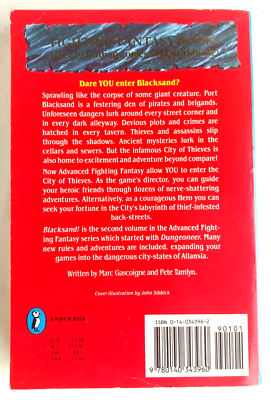 FIGHTING FANTASY
Dare YOU enter Blacksand?
Sprawling like the corpse of some giant creature. Port
Blacksand is a festering den of pirates and brigands.
Unforeseen dangers lurk around every street corner and
in every dark alleyway. Devious plots and crimes are
hatched in every tavern. Thieves and assassins slip
through the shadows. Ancient mysteries lurk in the
cellars and sewers. But the infamous City of Thieves is
also home to excitement and adventure beyond compare!
Now Advanced Fighting Fantasy allow YOU to enter the
City of Thieves. As the game's director, you can guide
your heroic friends through dozens of nerve-shattering
adventures. Alternatively, as a courageous Hero you can
seek your fortune in the City's labyrinth of thief-infested
back-streets.
Blacksand! is the second volume in the Advanced Fight-
ing Fantasy series which started with Dungeoneer. Many
new rules and adventures are included, expanding your
games into the dangerous city-states of Allansia.
Written by Marc Gascoigne and Pete Tamlyn.
Cover illustration by John Sibbick
A PUFFIN BOOK
ISBN 0-14-034396-2
90101
9 780140 343960